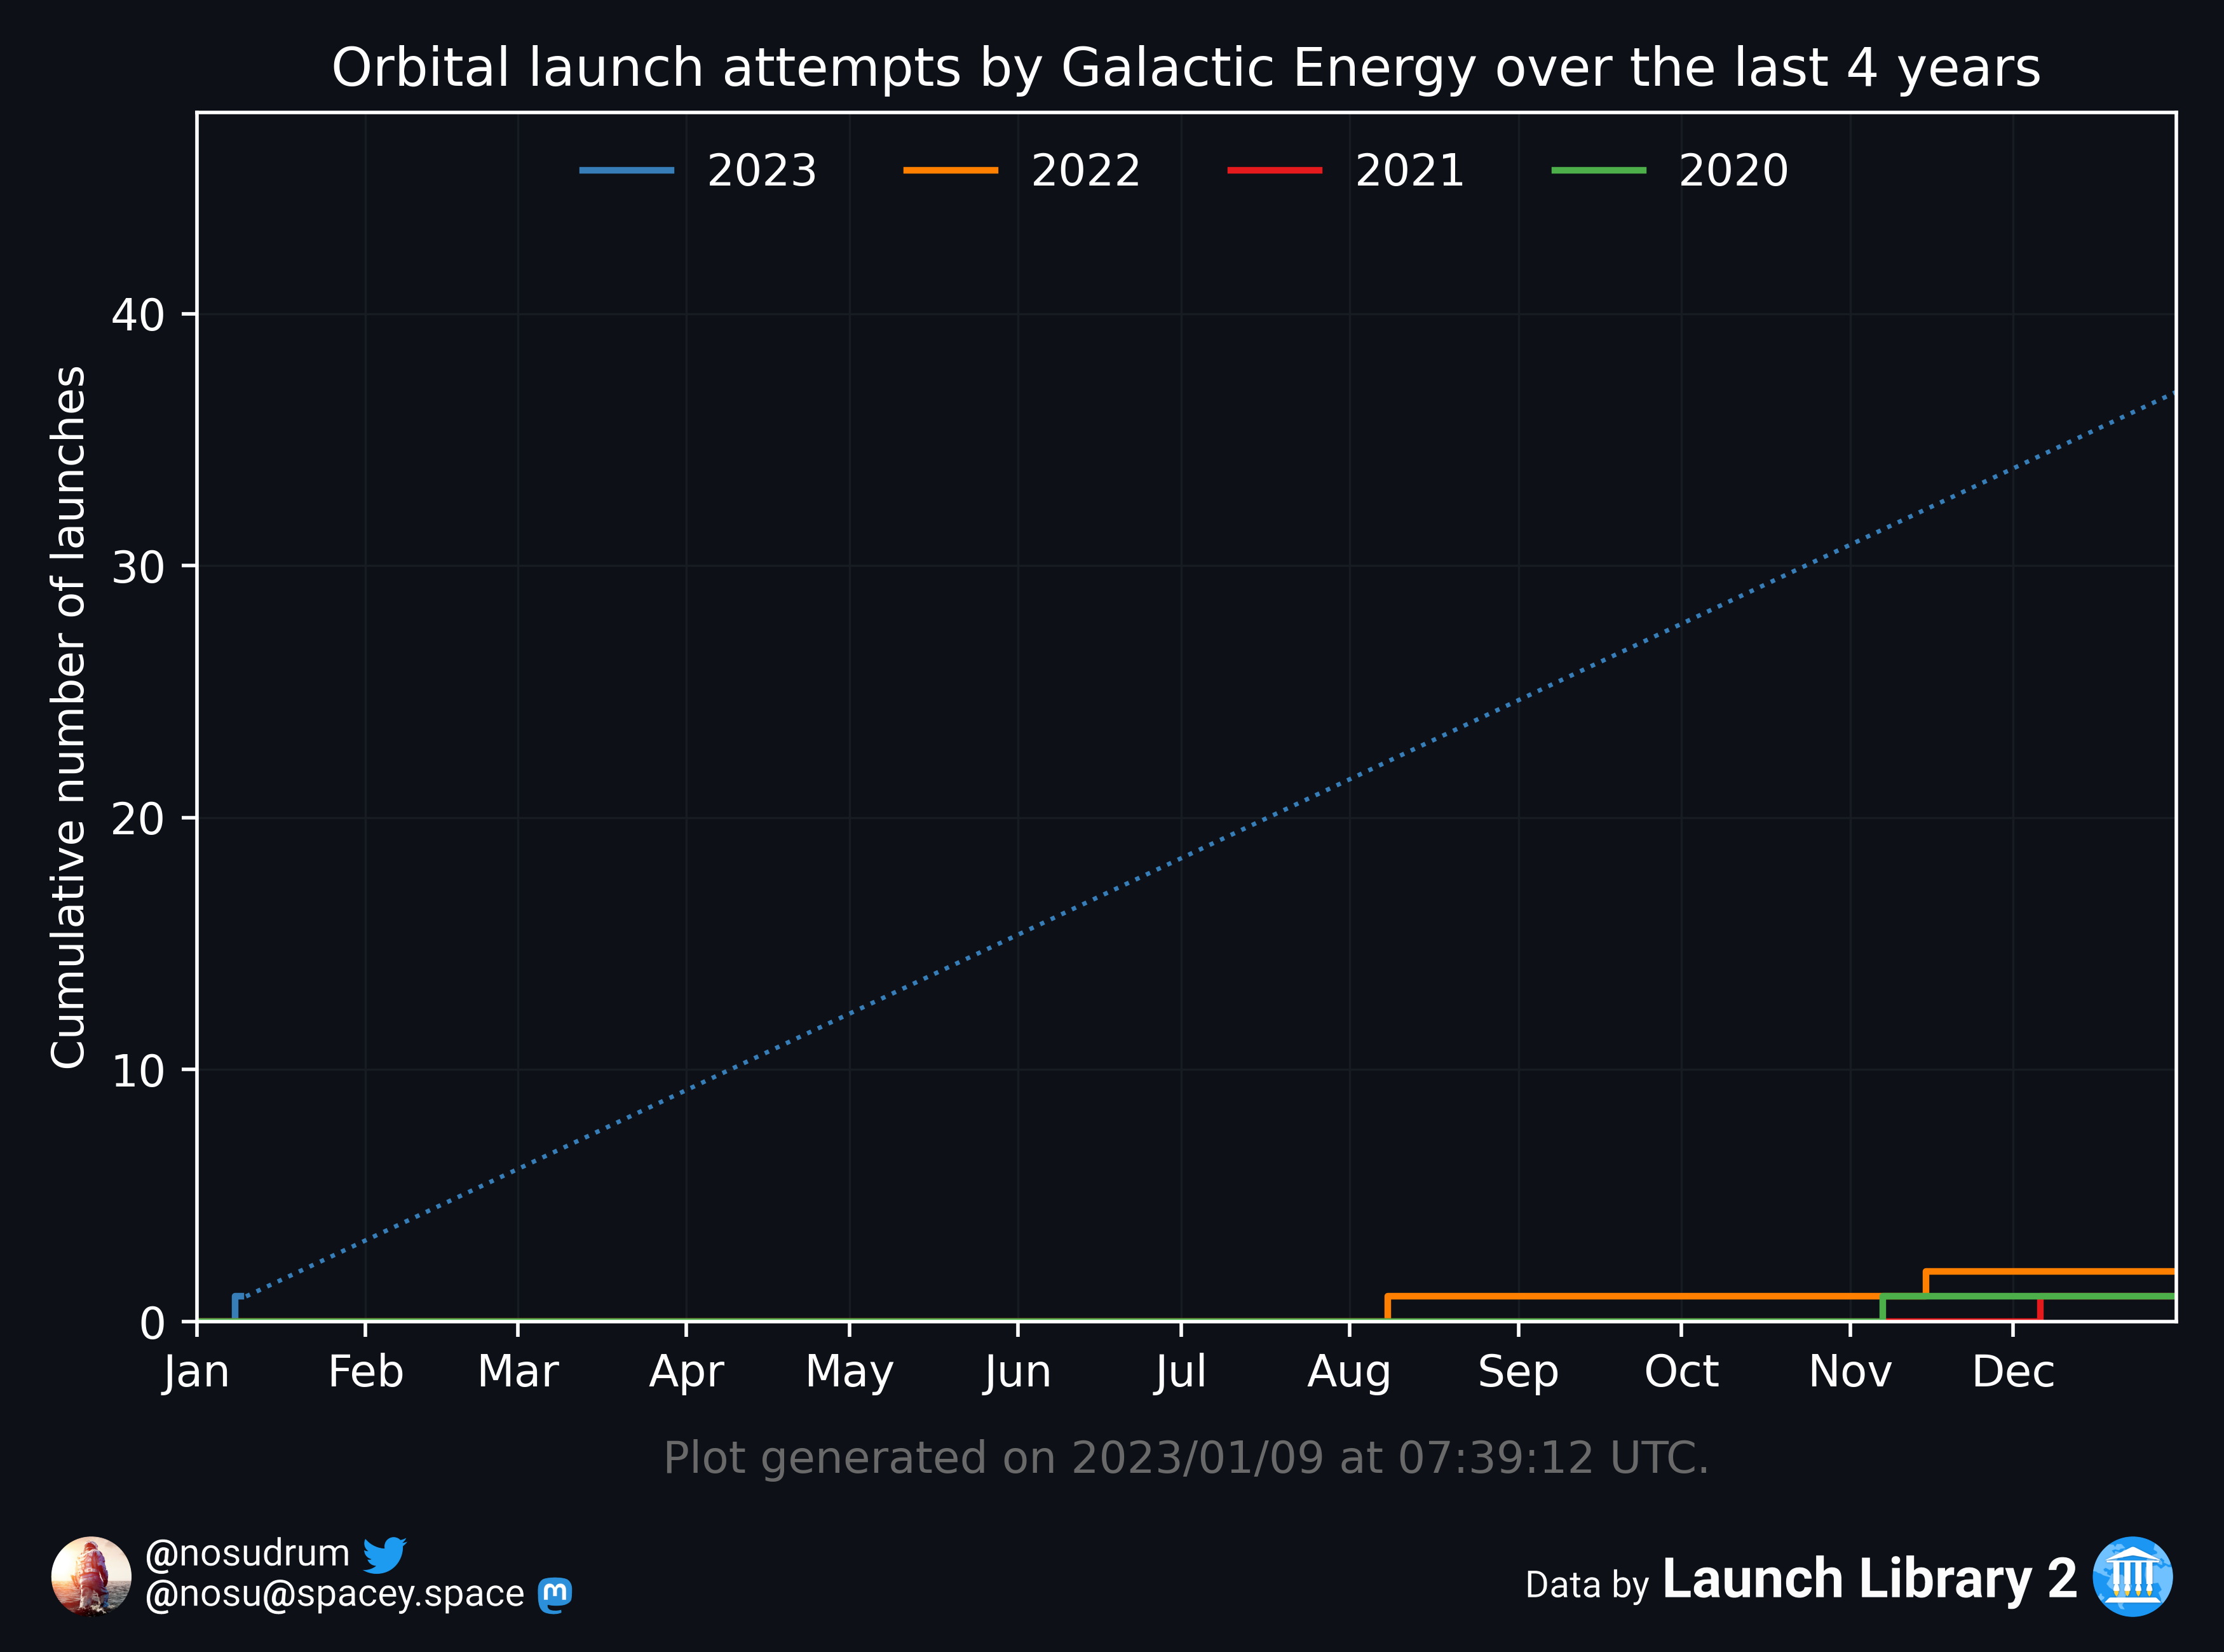 Orbital launch attempts by Galactic Energy over the last 4 years
2023 2022 2021 2020
Cumulative number of launches
40
30
20
10
0
Jan Feb Mar Apr May Jun Jul Aug Sep Oct Nov Dec
Plot generated on 2023/01/09 at 07:39:12 UTC.
@nosudrum
@nosu@spacey.space
Data by Launch Library 2